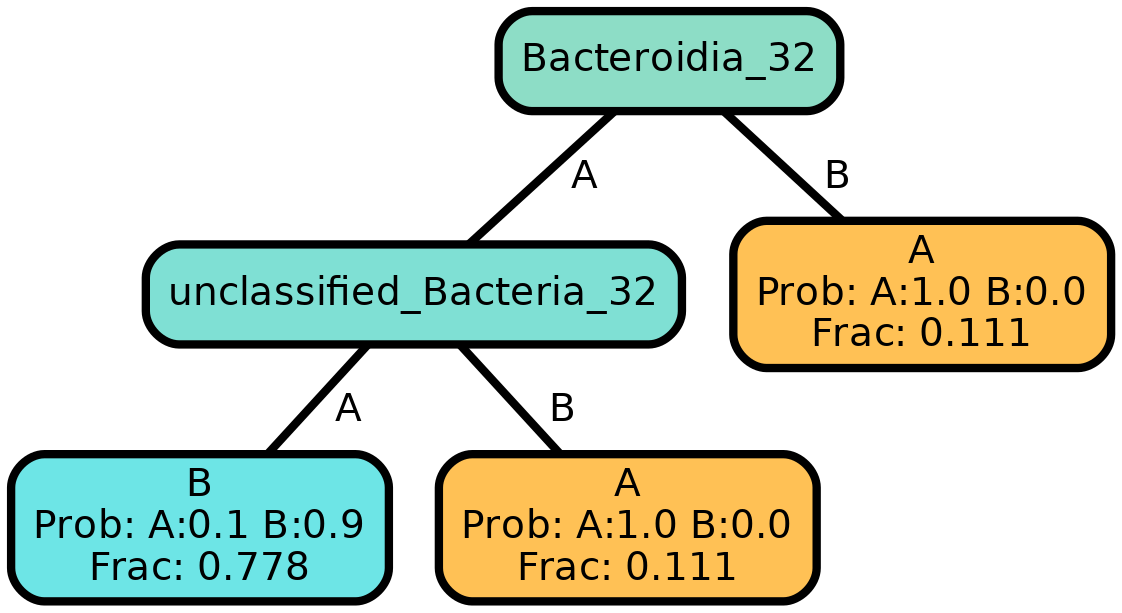 Bacteroidia_32
A
B
A
Prob: A:1.0 B:0.0
Frac: 0.111
unclassified_Bacteria_32
A
B
B
Prob: A:0.1 B:0.9
Frac: 0.778
A
Prob: A:1.0 B:0.0
Frac: 0.111